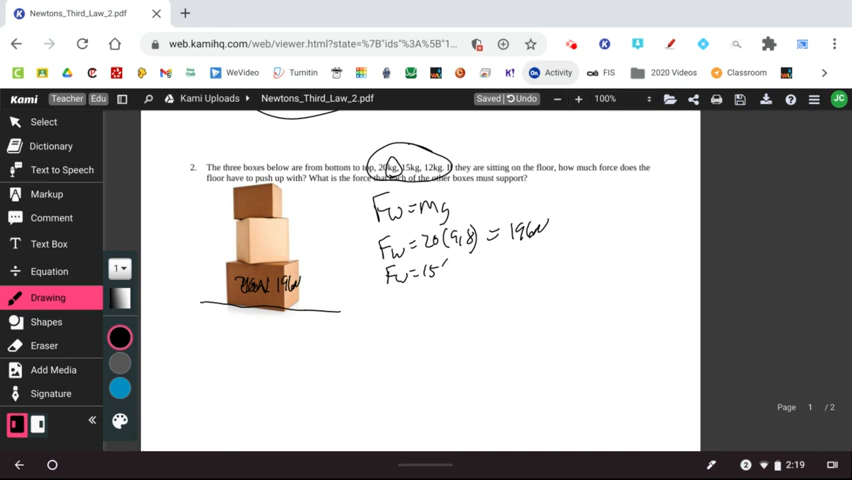 Newtons_Third_Law_2.pdf
web.kamihq.com/web/viewer.html?state=%7B"ids"%3A%5B"1...
WeVideo
Turnitin
K!
Activity
FIS
2020 Picures
Classroom
Kami
Teacher
Edu
Kami Uploads
Newtons_Third_Law_2.pdf
Saved
Undo
100%
JC
Select
Dictionary
Text to Speech
Markup
Comment
Text Box
Equation
Drawing
Shapes
Eraser
Add Media
Signature
1
2. The three boxes below are from bottom to top, 20kg, 15kg, 12kg. If they are sitting on the floor, how much force does the
floor have to push up with? What is the force that each of the other boxes must support?
Fw = mg
Fw = 20(9,8) = 196N
Fw = 15
196N
Page 1 / 2
2
2:19